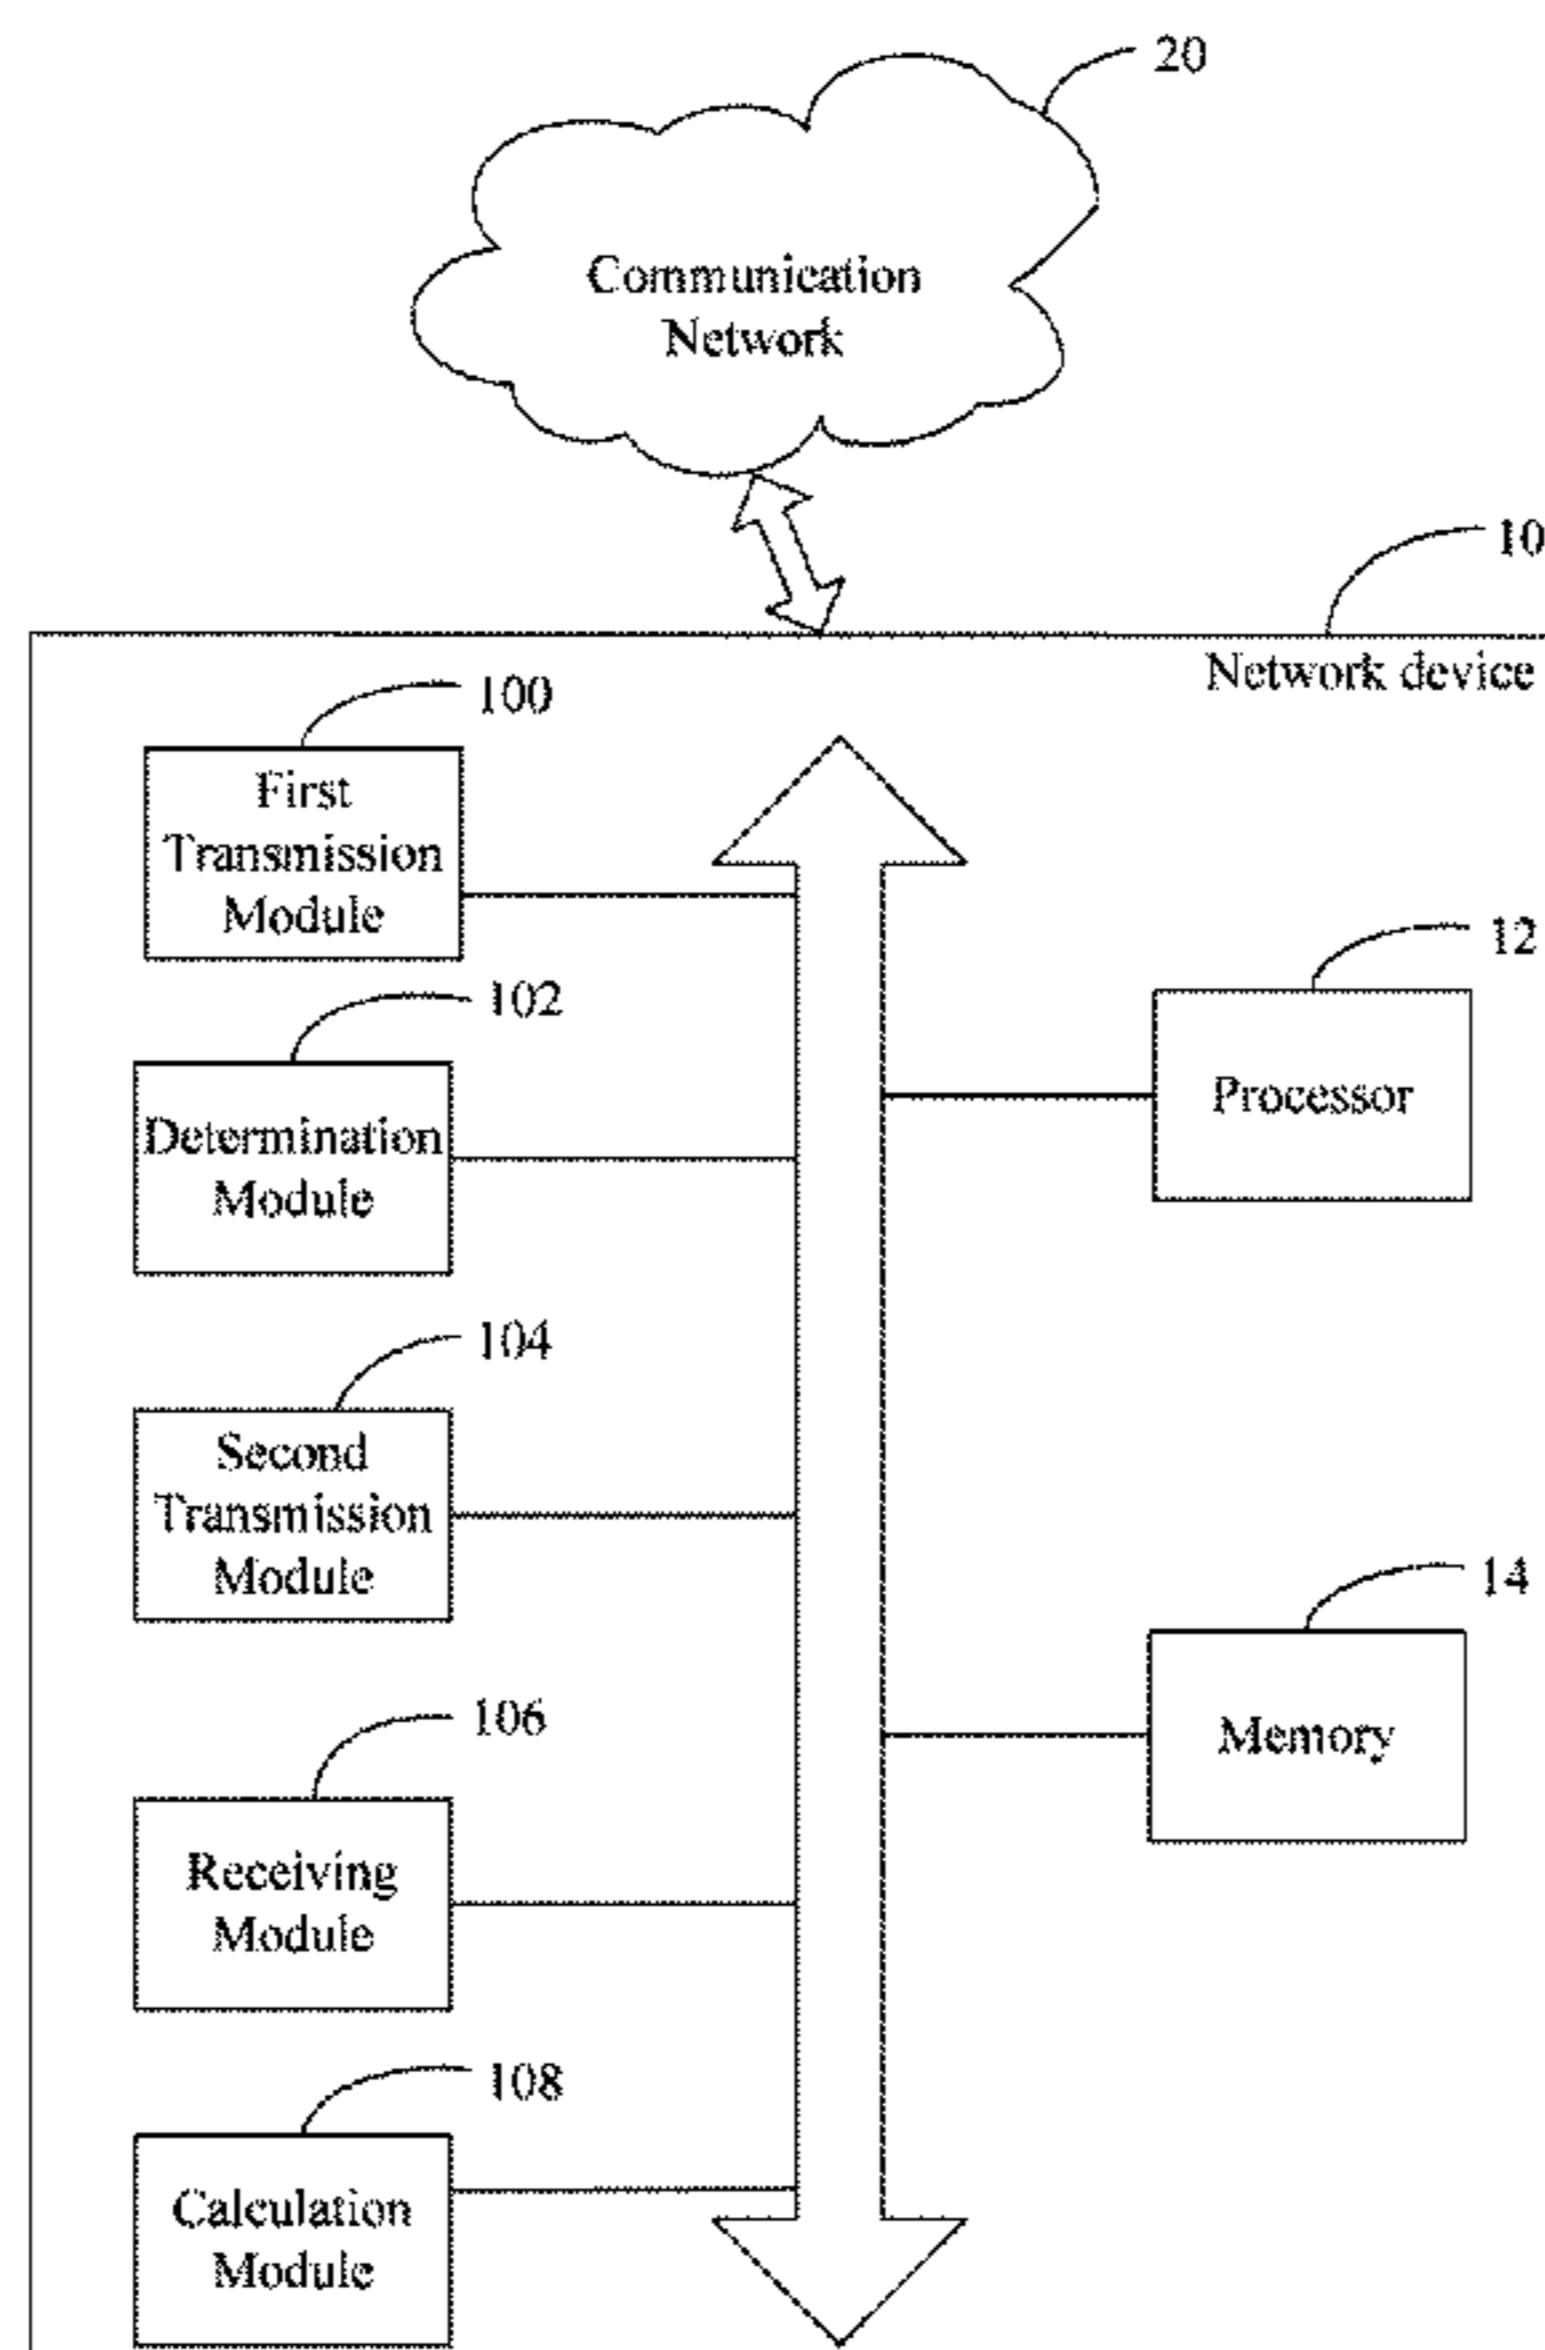 20
Communication
Network
10
Network device
100
First
Transmission
Module
12
Processor
102
Determination
Module
104
Second
Transmission
Module
14
Memory
106
Receiving
Module
108
Calculation
Module